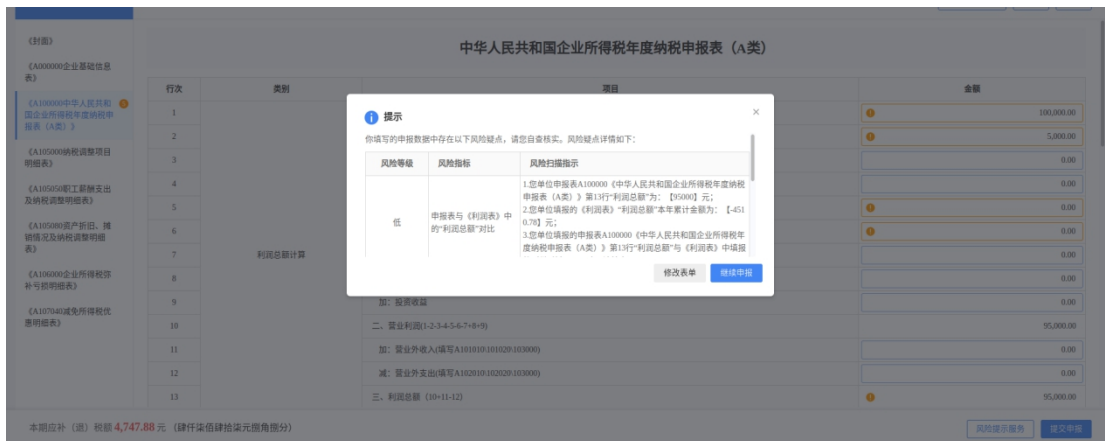 《封面》
《A000000企业基础信息
表》
《A100000中华人民共和
国企业所得税年度纳税申
报表（A类）》
《A105000纳税调整项目
明细表》
《A105050职工薪酬支出
及纳税调整明细表》
《A105080资产折旧、摊
销情况及纳税调整明细
表》
《A106000企业所得税弥
补亏损明细表》
《A107040减免所得税优
惠明细表》
中华人民共和国企业所得税年度纳税申报表（A类）
行次 类别 项目 金额
1 100,000.00
2 5,000.00
3 0.00
4 0.00
5 0.00
6 0.00
7 利润总额计算 0.00
8 0.00
9 加：投资收益 0.00
10 二、营业利润(1-2-3-4-5-6-7+8+9) 95,000.00
11 加：营业外收入(填写A101010\101020\103000) 0.00
12 减：营业外支出(填写A102010\102020\103000) 0.00
13 三、利润总额（10+11-12） 95,000.00
提示
你填写的申报数据中存在以下风险疑点，请您自查核实。风险疑点详情如下：
风险等级 风险指标 风险扫描指示
低
申报表与《利润表》中
的“利润总额”对比
1.您单位申报表A100000《中华人民共和国企业所得税年度纳税
申报表（A类）》第13行“利润总额”为：【95000】元；
2.您单位填报的《利润表》“利润总额”本年累计金额为：【-451
0.78】元；
3.您单位填报的申报表A100000《中华人民共和国企业所得税年
度纳税申报表（A类）》第13行“利润总额”与《利润表》中填报
修改表单 继续申报
本期应补（退）税额 4,747.88 元 （肆仟柒佰肆拾柒元捌角捌分）
风险提示服务 提交申报